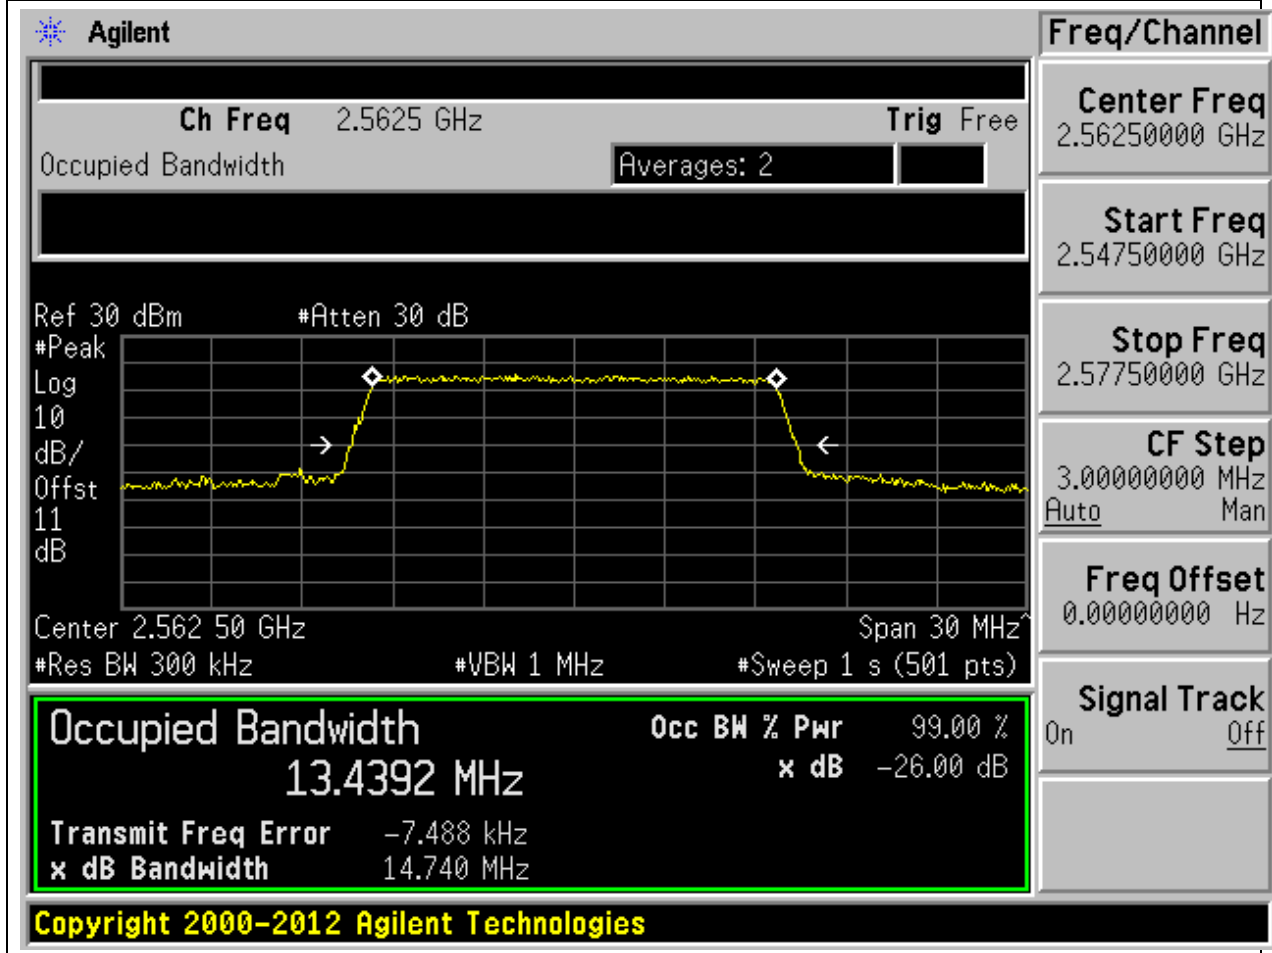 Agilent
Freq/Channel
Ch Freq 2.5625 GHz Trig Free
Occupied Bandwidth Averages: 2
Center Freq
2.56250000 GHz
Start Freq
2.54750000 GHz
Stop Freq
2.57750000 GHz
CF Step
3.00000000 MHz
Auto Man
Freq Offset
0.00000000 Hz
Signal Track
On Off
Ref 30 dBm #Atten 30 dB
#Peak
Log
10
dB/
Offst
11
dB
Center 2.562 50 GHz Span 30 MHz^
#Res BW 300 kHz #VBW 1 MHz #Sweep 1 s (501 pts)
Occupied Bandwidth Occ BW % Pwr 99.00 %
13.4392 MHz x dB -26.00 dB
Transmit Freq Error -7.488 kHz
x dB Bandwidth 14.740 MHz
Copyright 2000-2012 Agilent Technologies